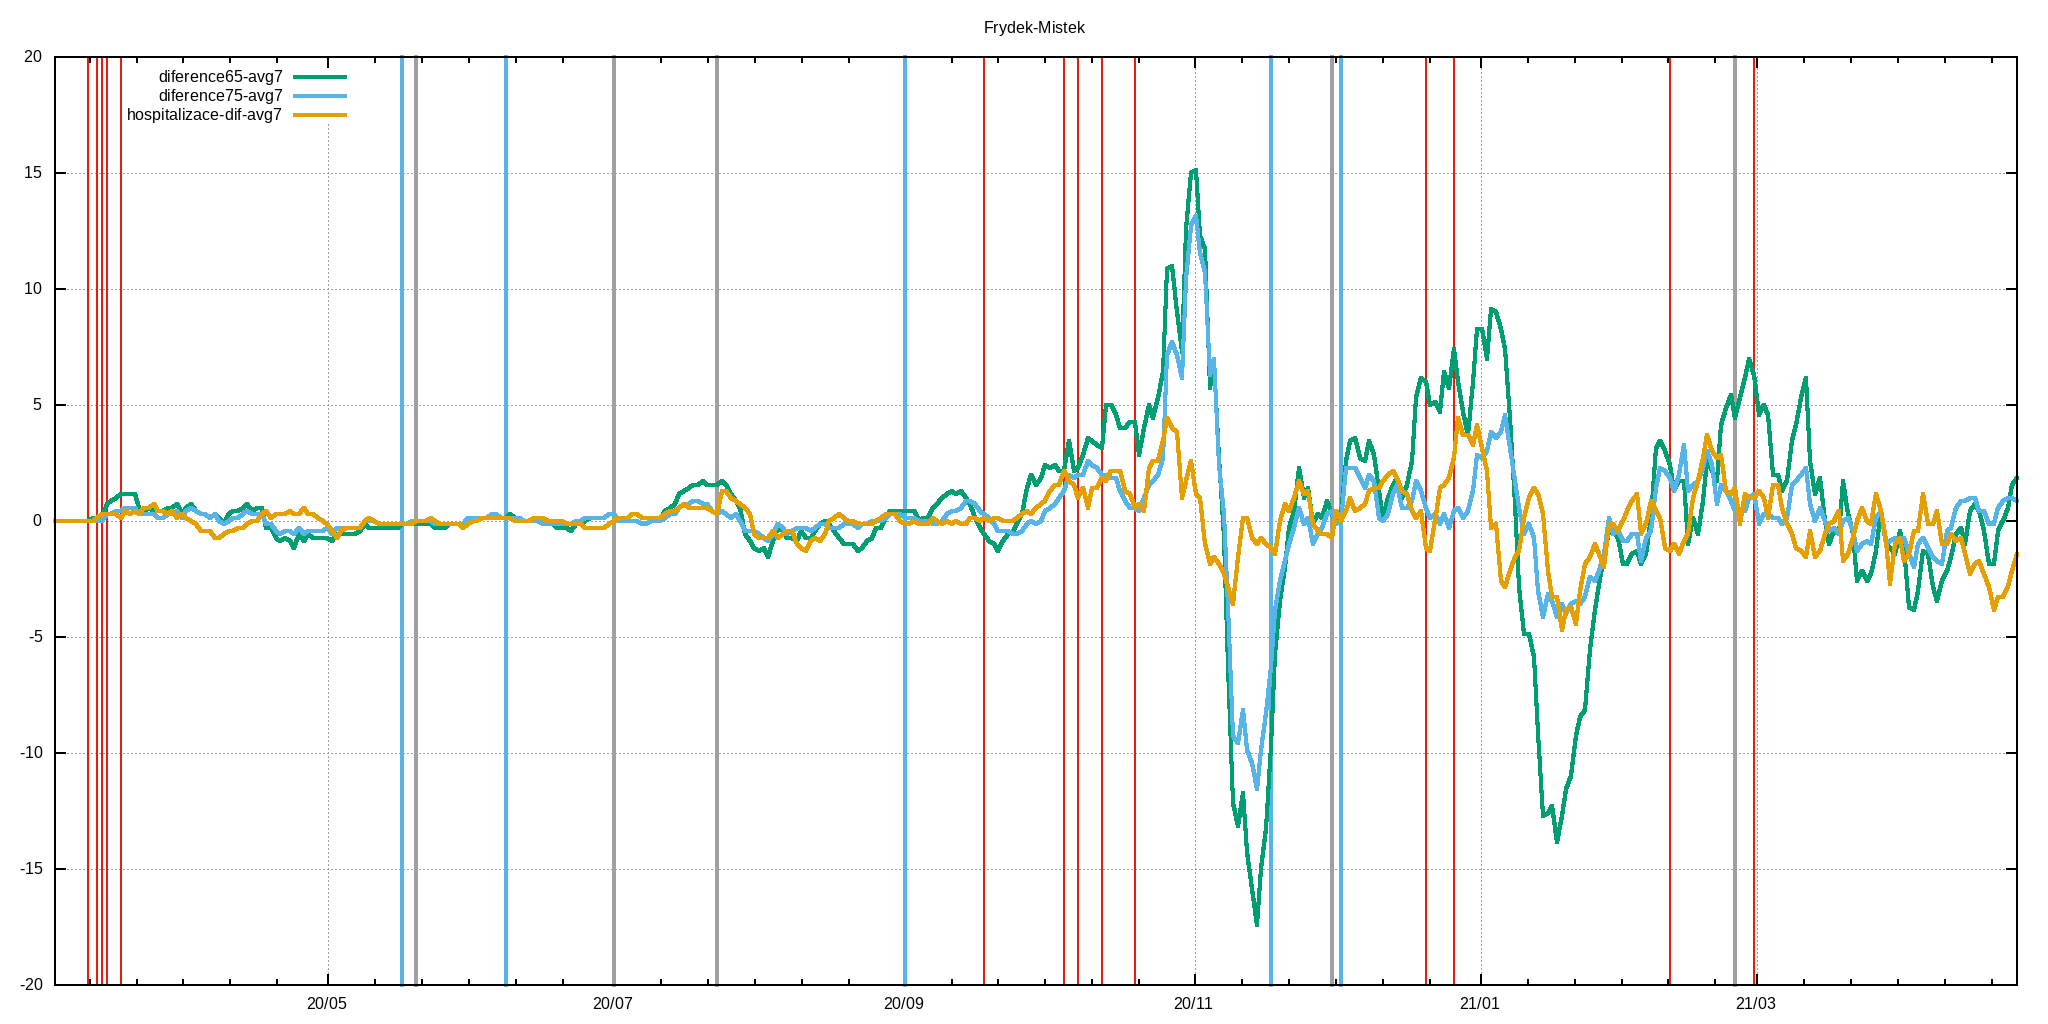 Frydek-Mistek
diference65-avg7
diference75-avg7
hospitalizace-dif-avg7
20
15
10
5
0
-5
-10
-15
-20
20/05 20/07 20/09 20/11 21/01 21/03